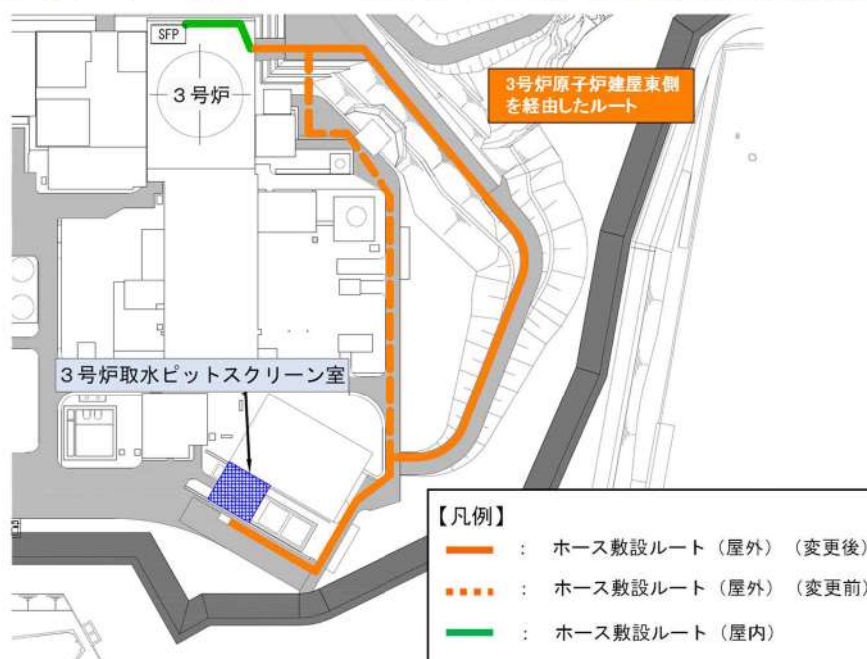 SFP
3号炉
3号炉原子炉建屋東側
を経由したルート
3号炉取水ピットスクリーン室
【凡例】
： ホース敷設ルート（屋外）（変更後）
： ホース敷設ルート（屋外）（変更前）
： ホース敷設ルート（屋内）